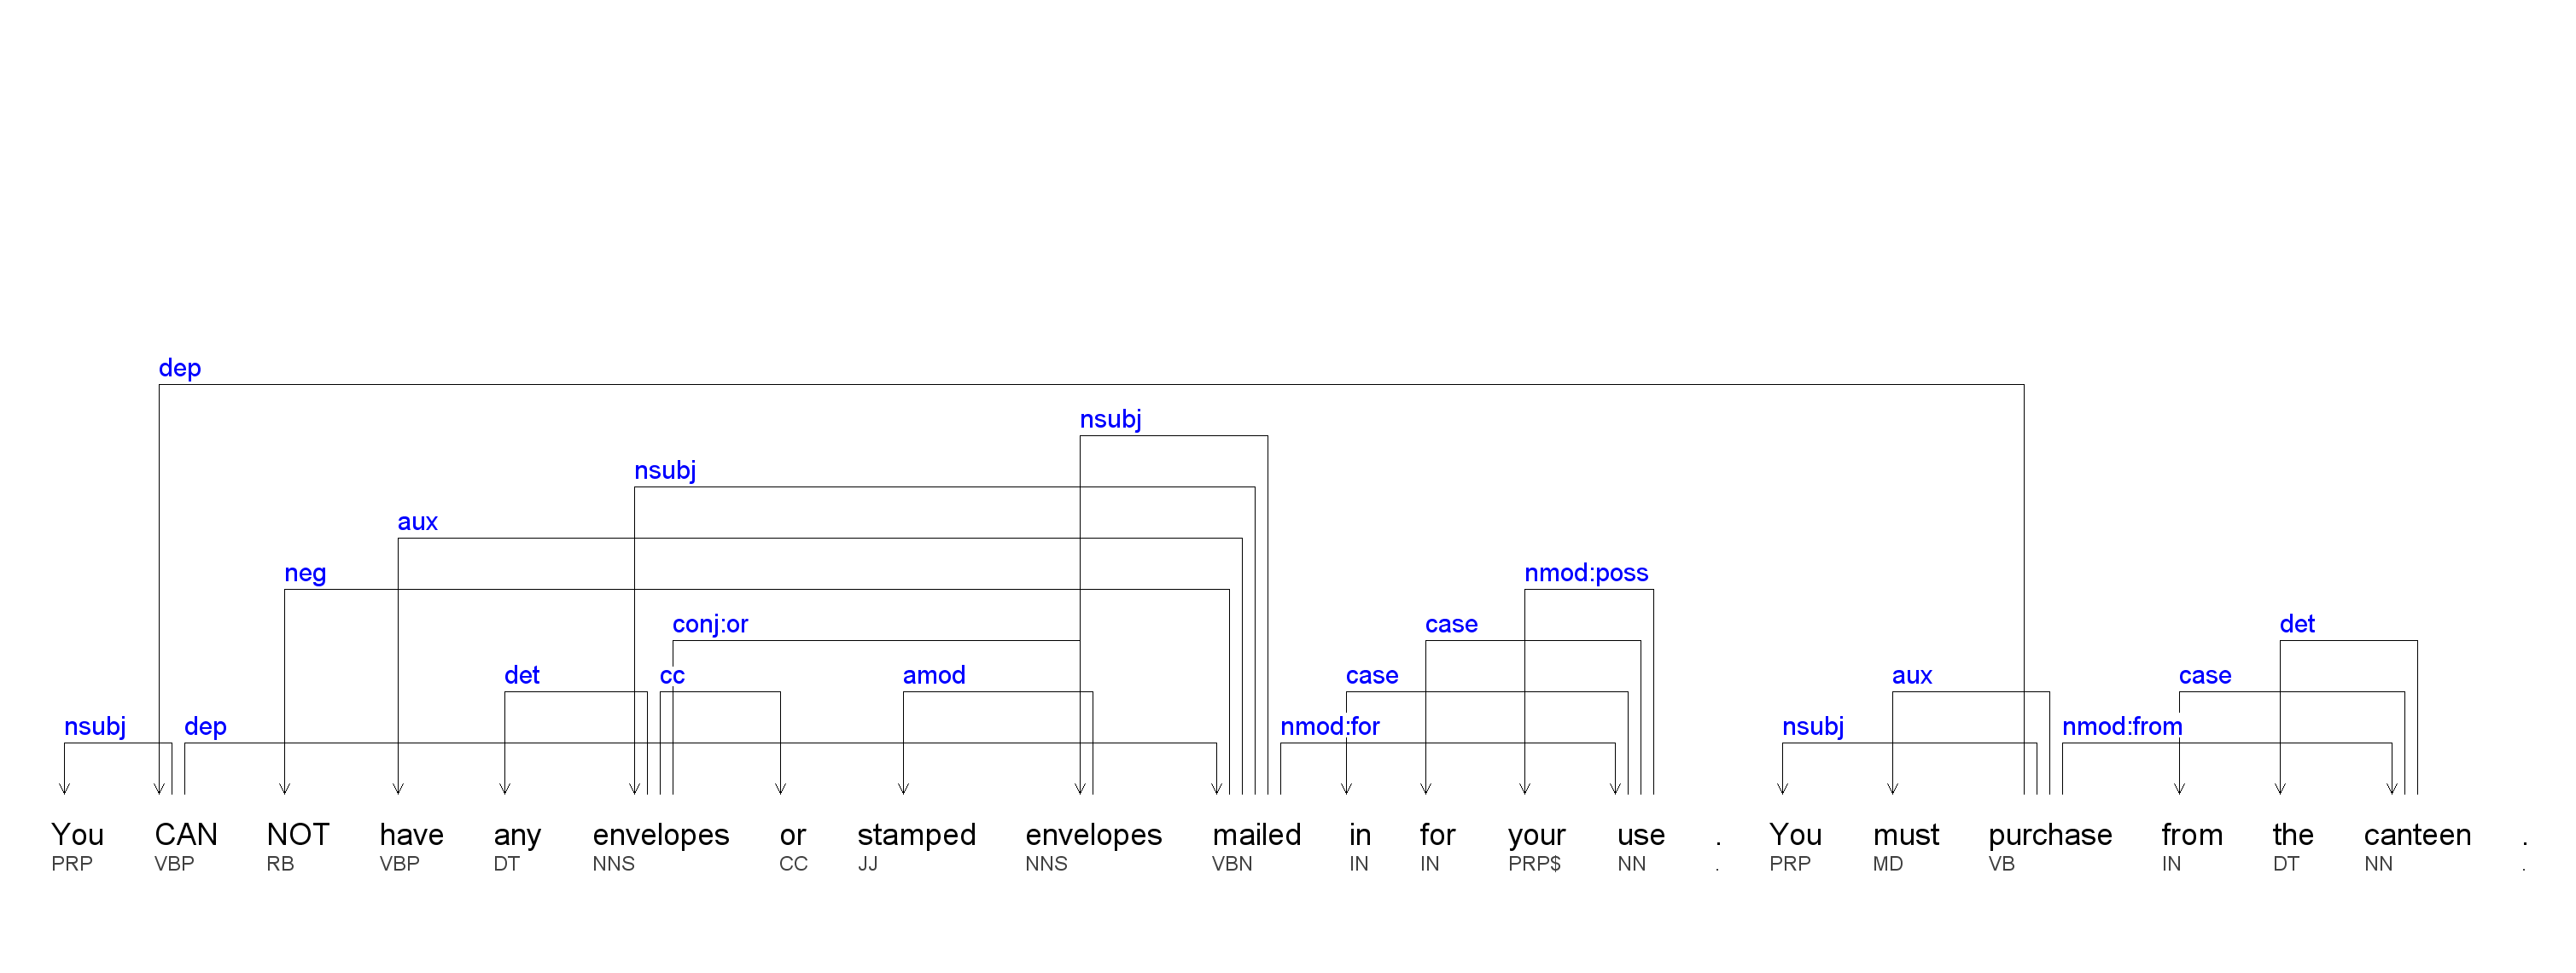 dep
nsubj
nsubj
aux
neg nmod:poss
conj:or case det
det cc amod case aux case
nsubj dep nmod:for nsubj nmod:from
You CAN NOT have any envelopes or stamped envelopes mailed in for your use . You must purchase from the canteen .
PRP VBP RB VBP DT NNS CC JJ NNS VBN IN IN PRP$ NN . PRP MD VB IN DT NN .